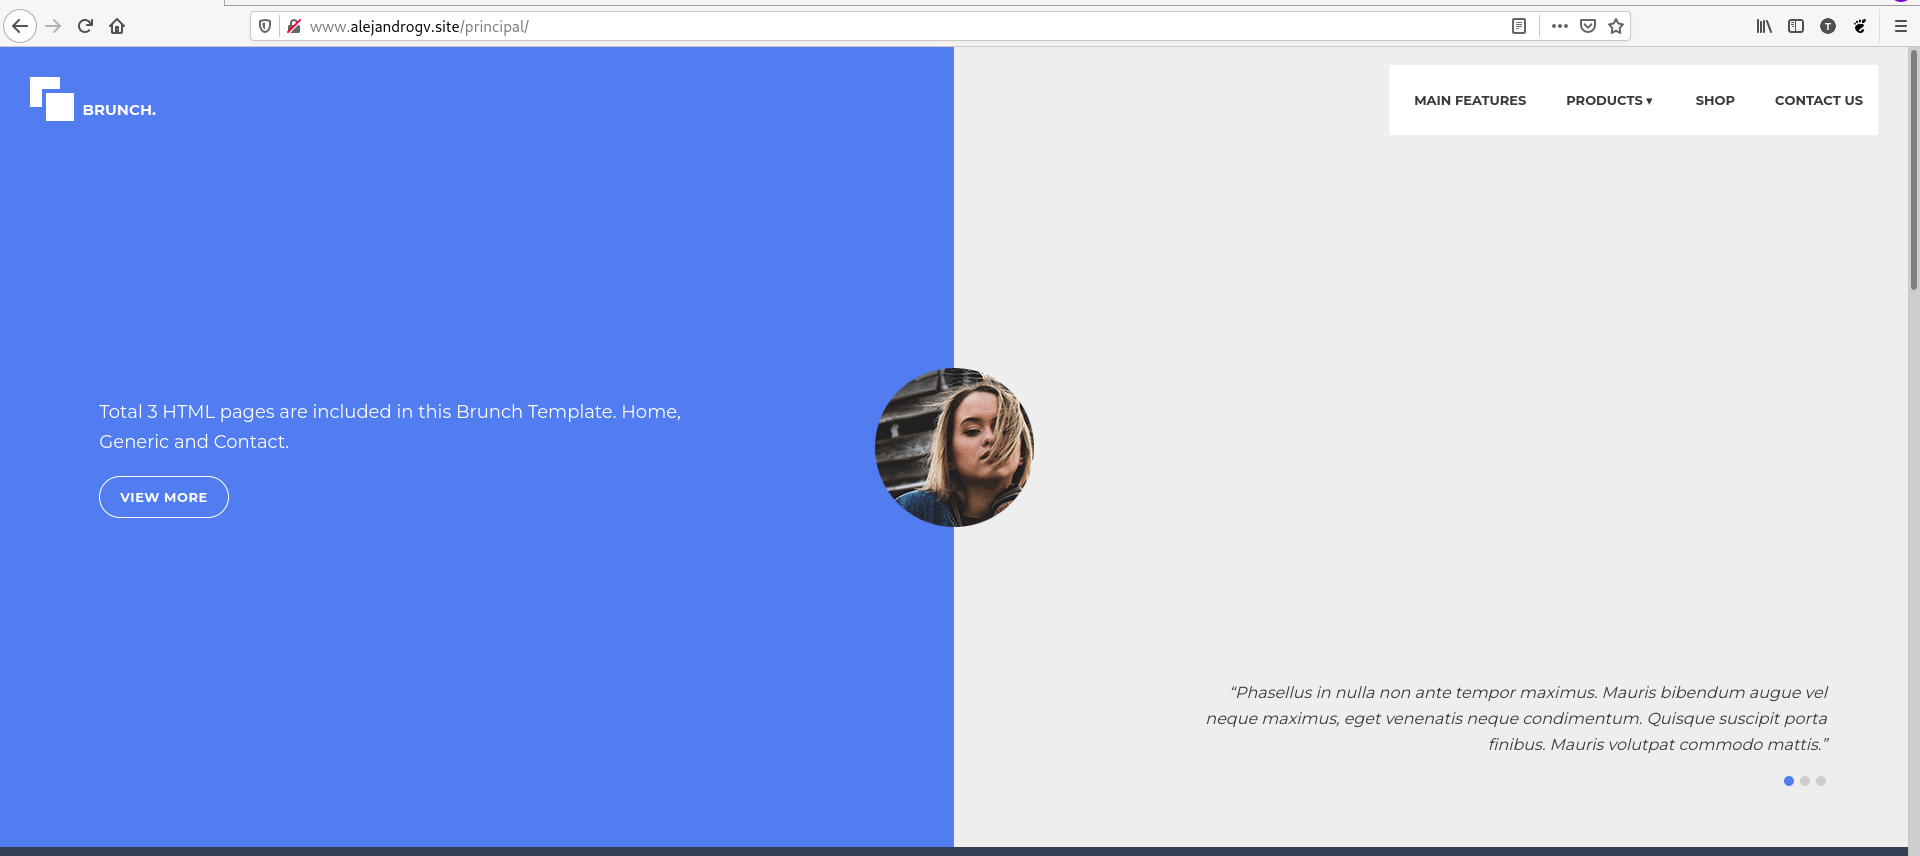 www.alejandrogv.site/principal/
T
BRUNCH.
MAIN FEATURES PRODUCTS ▾ SHOP CONTACT US
Total 3 HTML pages are included in this Brunch Template. Home,
Generic and Contact.
VIEW MORE
“Phasellus in nulla non ante tempor maximus. Mauris bibendum augue vel
neque maximus, eget venenatis neque condimentum. Quisque suscipit porta
finibus. Mauris volutpat commodo mattis.”